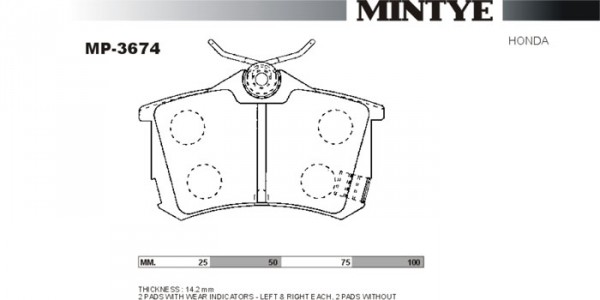 MINTYE
MP-3674
HONDA
MM. 25 50 75 100
THICKNESS : 14.2 mm
2 PADS WITH WEAR INDICATORS - LEFT & RIGHT EACH, 2 PADS WITHOUT